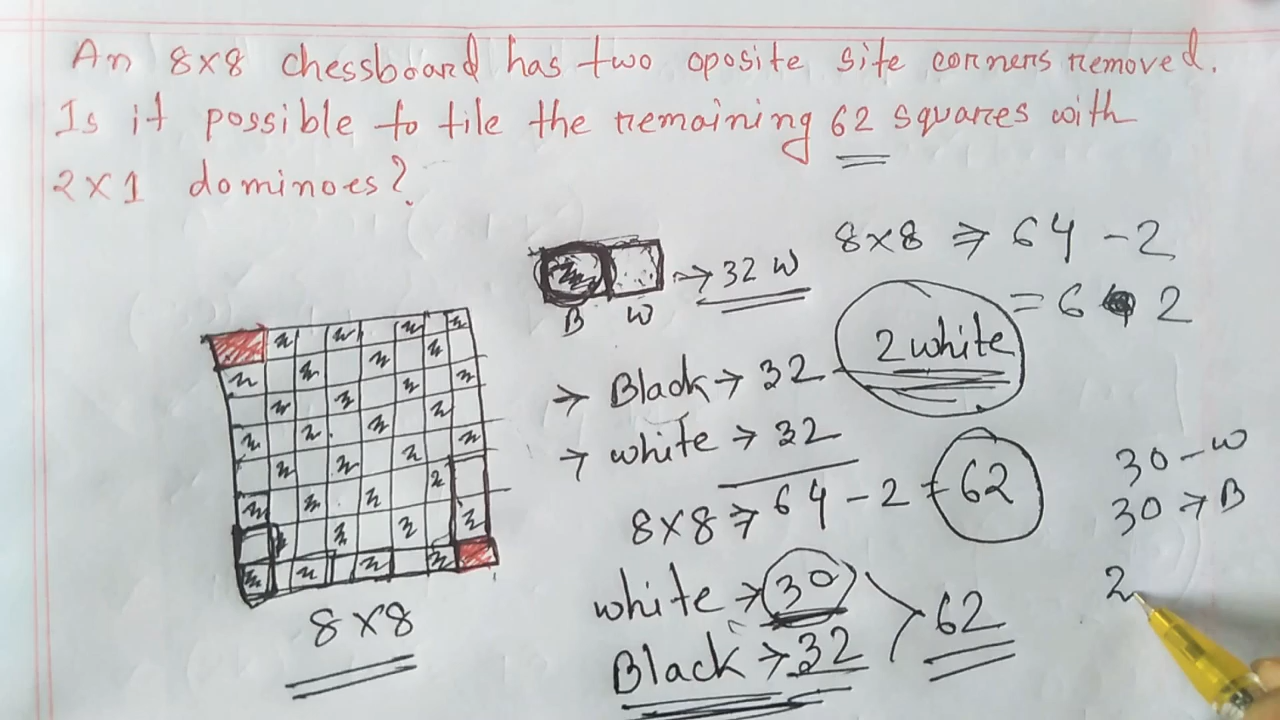 An 8x8 chessboard has two oposite site corners removed.
Is it possible to tile the remaining 62 squares with
2x1 dominoes?
8x8 ⇒ 64 - 2
= 6 2
→ 32 W
B W
2 white
→ Black → 32
→ white → 32
8x8 ⇒ 64 - 2 = 62
30 - W
30 → B
white → 30
62
Black → 32
2
8x8